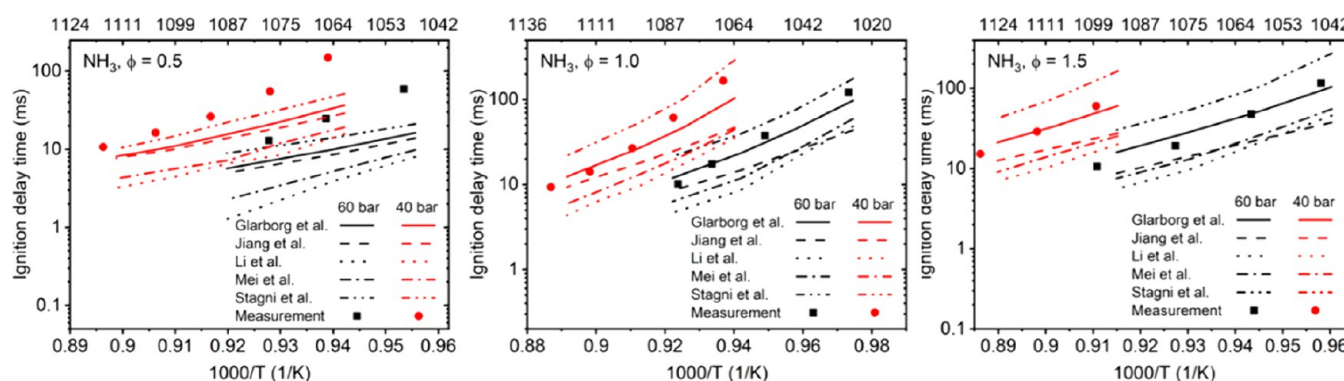 1124 1111 1099 1087 1075 1064 1053 1042
NH₃, ϕ = 0.5
100
10
1
0.1
Ignition delay time (ms)
60 bar 40 bar
Glarborg et al.
Jiang et al.
Li et al.
Mei et al.
Stagni et al.
Measurement
0.89 0.9 0.91 0.92 0.93 0.94 0.95 0.96
1000/T (1/K)
1136 1111 1087 1064 1042 1020
NH₃, ϕ = 1.0
100
10
1
Ignition delay time (ms)
60 bar 40 bar
Glarborg et al.
Jiang et al.
Li et al.
Mei et al.
Stagni et al.
Measurement
0.88 0.9 0.92 0.94 0.96 0.98
1000/T (1/K)
1124 1111 1099 1087 1075 1064 1053 1042
NH₃, ϕ = 1.5
100
10
1
0.1
Ignition delay time (ms)
60 bar 40 bar
Glarborg et al.
Jiang et al.
Li et al.
Mei et al.
Stagni et al.
Measurement
0.89 0.9 0.91 0.92 0.93 0.94 0.95 0.96
1000/T (1/K)